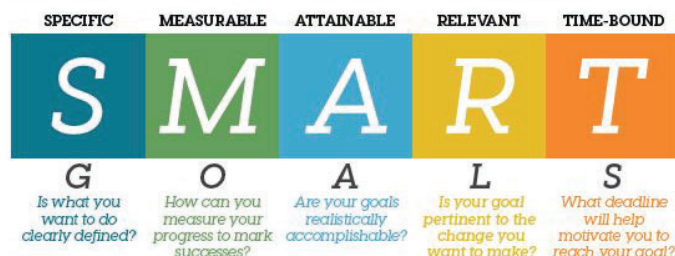 SPECIFIC MEASURABLE ATTAINABLE RELEVANT TIME-BOUND
S M A R T
G O A L S
Is what you
want to do
clearly defined?
How can you
measure your
progress to mark
successes?
Are your goals
realistically
accomplishable?
Is your goal
pertinent to the
change you
want to make?
What deadline
will help
motivate you to
reach your goal?